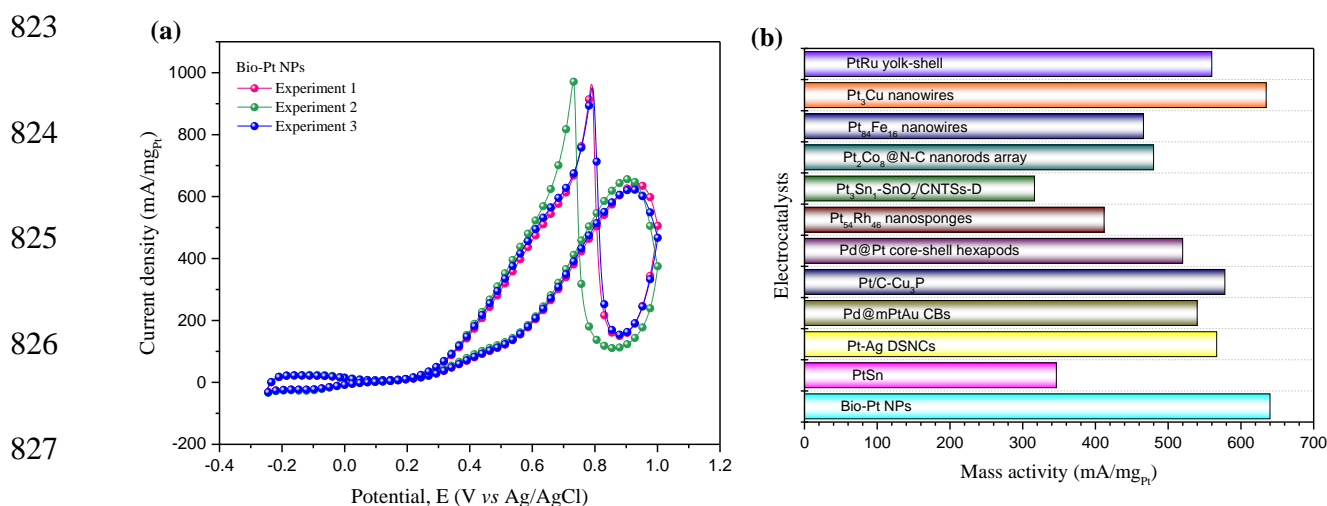 823
824
825
826
827
(a)
Bio-Pt NPs
Experiment 1
Experiment 2
Experiment 3
1000
800
600
400
200
0
-200
Current density (mA/mg_Pt)
-0.4 -0.2 0.0 0.2 0.4 0.6 0.8 1.0 1.2
Potential, E (V vs Ag/AgCl)
(b)
Electrocatalysts
PtRu yolk-shell
Pt₃Cu nanowires
Pt₈₄Fe₁₆ nanowires
Pt₂Co₈@N-C nanorods array
Pt₃Sn₁-SnO₂/CNTSs-D
Pt₅₄Rh₄₆ nanosponges
Pd@Pt core-shell hexapods
Pt/C-Cu₃P
Pd@mPtAu CBs
Pt-Ag DSNCs
PtSn
Bio-Pt NPs
0 100 200 300 400 500 600 700
Mass activity (mA/mg_Pt)